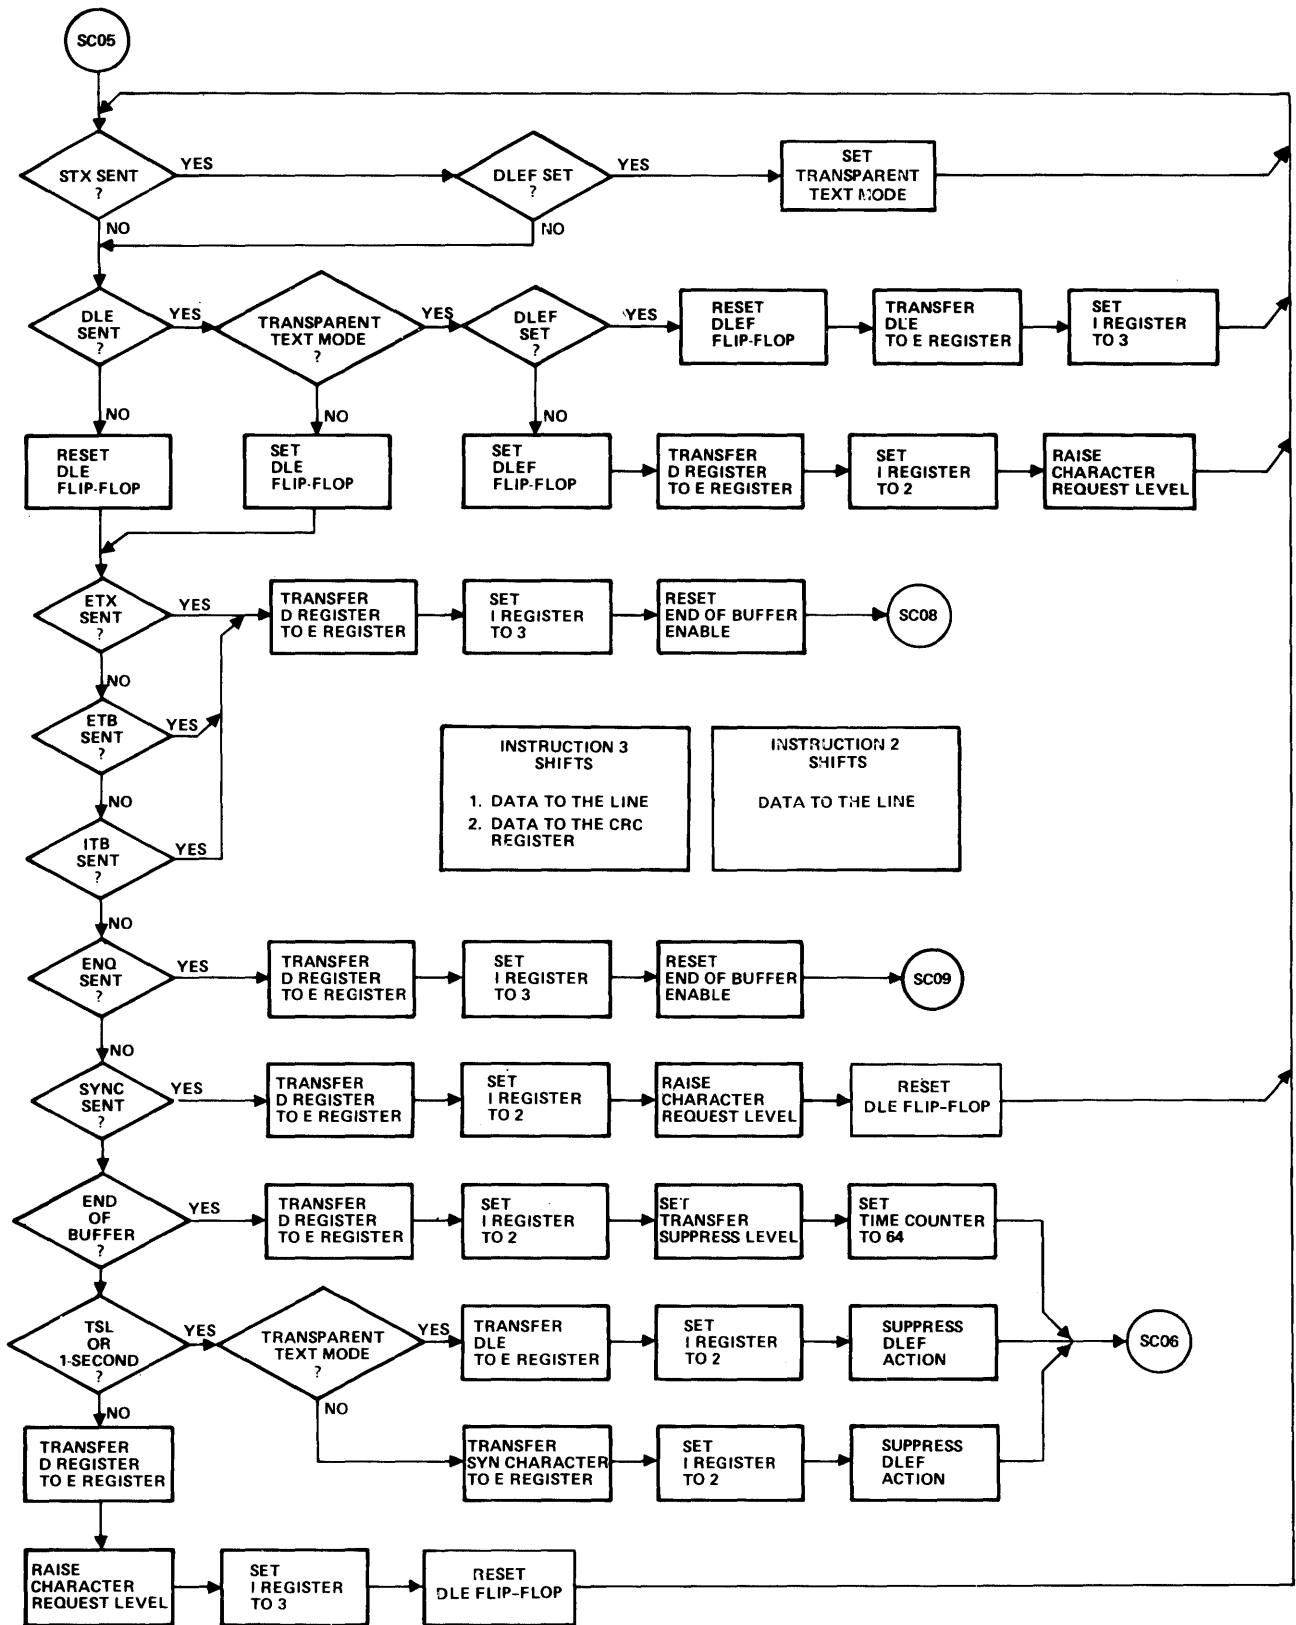 SC05
STX SENT
?
YES
DLEF SET
?
YES
SET
TRANSPARENT
TEXT MODE
NO
NO
DLE
SENT
?
YES
TRANSPARENT
TEXT MODE
?
YES
DLEF
SET
?
YES
RESET
DLEF
FLIP-FLOP
TRANSFER
DLE
TO E REGISTER
SET
I REGISTER
TO 3
NO
NO
NO
RESET
DLE
FLIP-FLOP
SET
DLE
FLIP-FLOP
SET
DLEF
FLIP-FLOP
TRANSFER
D REGISTER
TO E REGISTER
SET
I REGISTER
TO 2
RAISE
CHARACTER
REQUEST LEVEL
ETX
SENT
?
YES
TRANSFER
D REGISTER
TO E REGISTER
SET
I REGISTER
TO 3
RESET
END OF BUFFER
ENABLE
SC08
NO
ETB
SENT
?
YES
INSTRUCTION 3
SHIFTS
1. DATA TO THE LINE
2. DATA TO THE CRC
REGISTER
INSTRUCTION 2
SHIFTS
DATA TO THE LINE
NO
ITB
SENT
?
YES
NO
ENQ
SENT
?
YES
TRANSFER
D REGISTER
TO E REGISTER
SET
I REGISTER
TO 3
RESET
END OF BUFFER
ENABLE
SC09
NO
SYNC
SENT
?
YES
TRANSFER
D REGISTER
TO E REGISTER
SET
I REGISTER
TO 2
RAISE
CHARACTER
REQUEST LEVEL
RESET
DLE FLIP-FLOP
END
OF
BUFFER
?
YES
TRANSFER
D REGISTER
TO E REGISTER
SET
I REGISTER
TO 2
SET
TRANSFER
SUPPRESS LEVEL
SET
TIME COUNTER
TO 64
TSL
OR
1-SECOND
?
YES
TRANSPARENT
TEXT MODE
?
YES
TRANSFER
DLE
TO E REGISTER
SET
I REGISTER
TO 2
SUPPRESS
DLEF
ACTION
SC06
NO
NO
TRANSFER
D REGISTER
TO E REGISTER
TRANSFER
SYN CHARACTER
TO E REGISTER
SET
I REGISTER
TO 2
SUPPRESS
DLEF
ACTION
RAISE
CHARACTER
REQUEST LEVEL
SET
I REGISTER
TO 3
RESET
DLE FLIP-FLOP